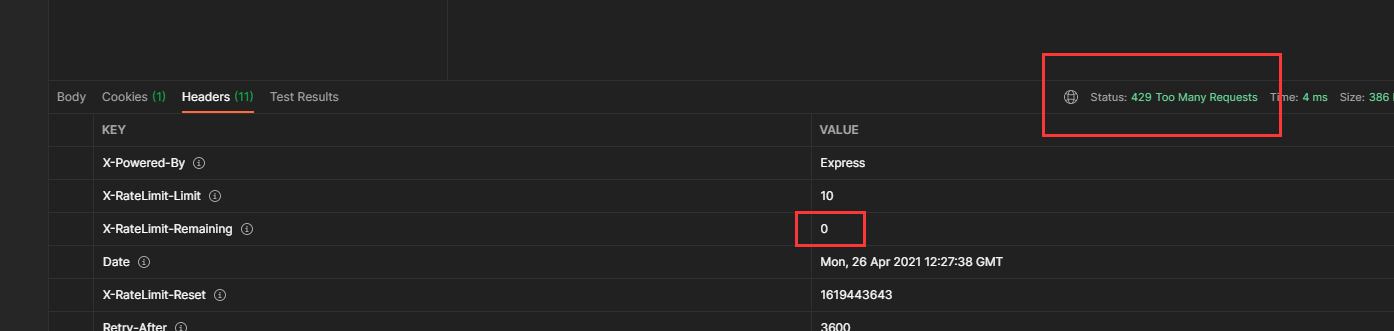 Body Cookies (1) Headers (11) Test Results Status: 429 Too Many Requests Time: 4 ms Size: 386
KEY VALUE
X-Powered-By Express
X-RateLimit-Limit 10
X-RateLimit-Remaining 0
Date Mon, 26 Apr 2021 12:27:38 GMT
X-RateLimit-Reset 1619443643
Retry-After 3600